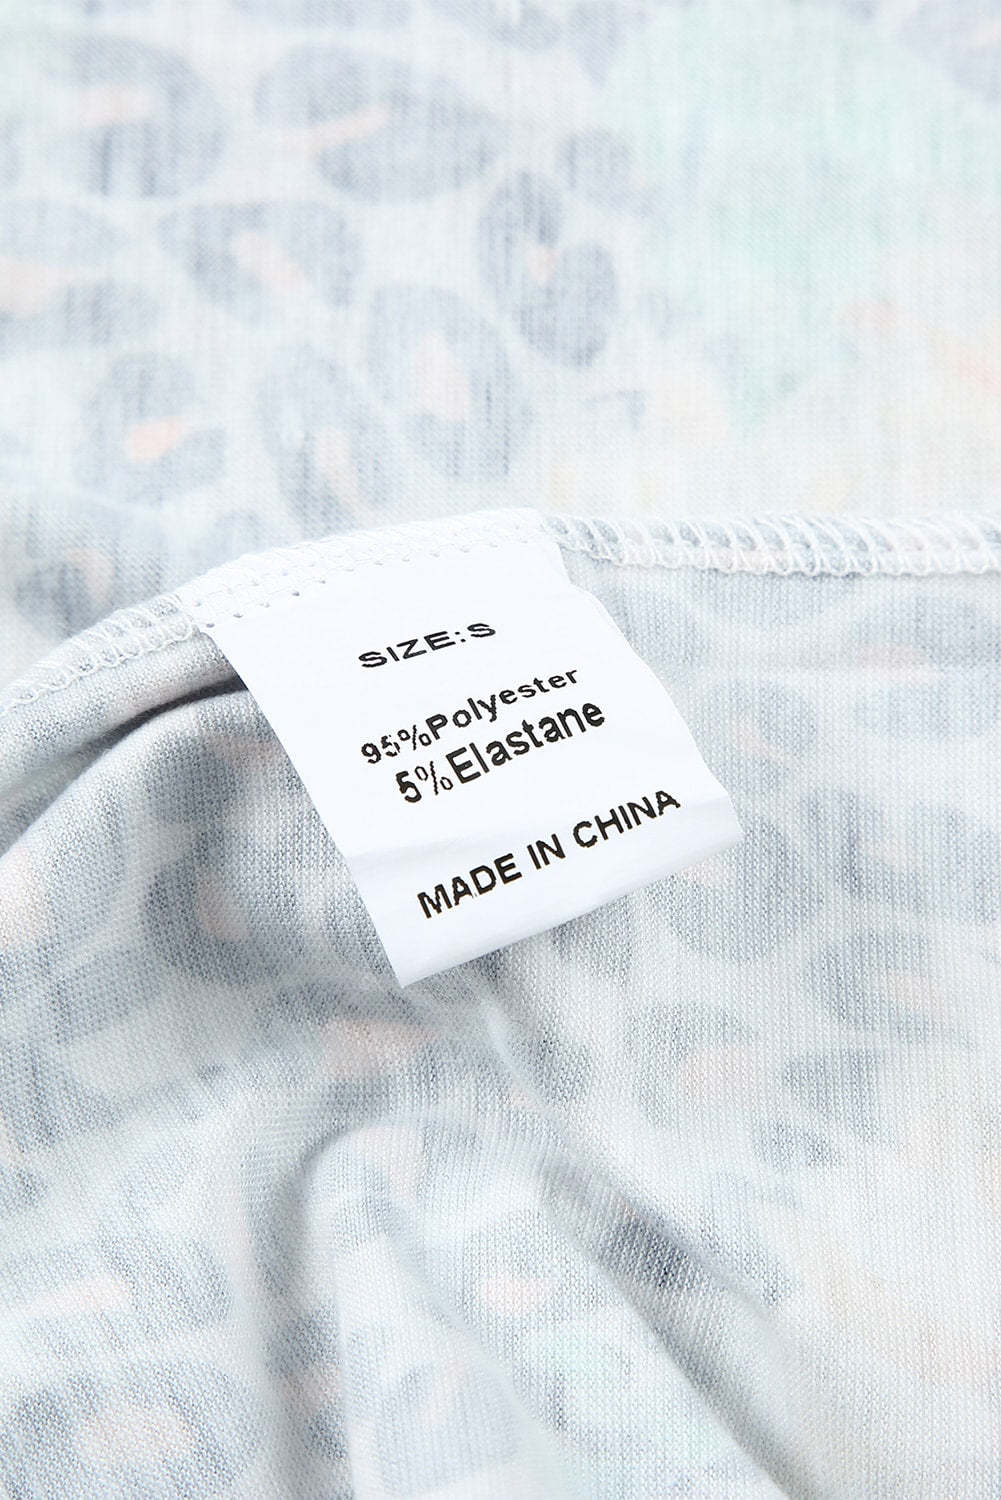 SIZE:S
95%Polyester
5%Elastane
MADE IN CHINA